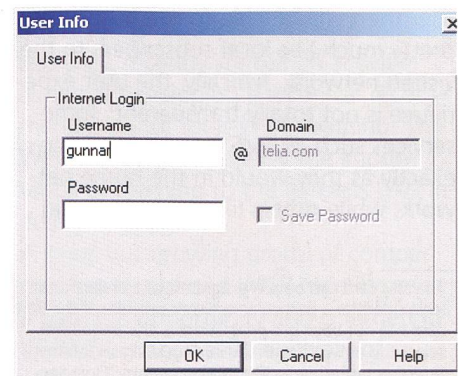 User Info
User Info
Internet Login
Username Domain
gunnar @ telia.com
Password
Save Password
OK Cancel Help